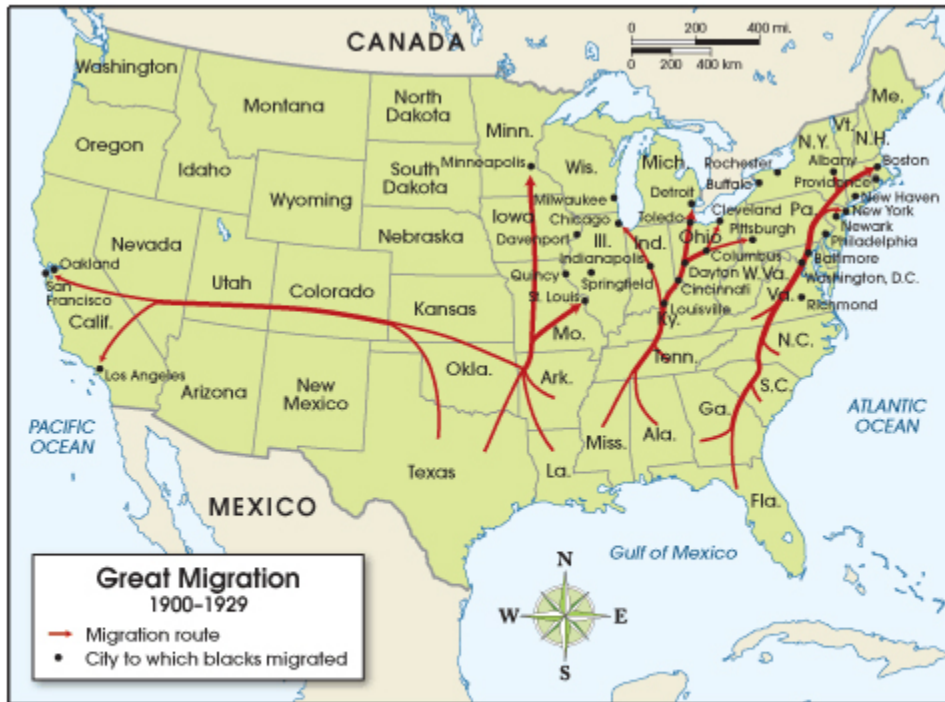 0 200 400 mi.
0 200 400 km
CANADA
Washington
Oregon
Montana
Idaho
North
Dakota
South
Dakota
Wyoming
Nebraska
Nevada
Utah
Colorado
Kansas
Calif.
Arizona
New
Mexico
Okla.
Texas
Minn.
Minneapolis
Wis.
Iowa
Milwaukee
Chicago
Davenport
Ill.
Ind.
Indianapolis
Quincy
Springfield
St. Louis
Mo.
Ark.
La.
Miss.
Ala.
Tenn.
Ky.
Louisville
Mich.
Detroit
Toledo
Ohio
Cleveland
Pittsburgh
Columbus
Dayton
Cincinnati
W.Va.
Va.
Me.
Vt.
N.H.
N.Y.
Rochester
Albany
Boston
Buffale
Providence
New Haven
Pa.
New York
Newark
Philadelphia
Baltimore
Washington, D.C.
Richmond
N.C.
S.C.
Ga.
Fla.
Oakland
San
Francisco
Los Angeles
PACIFIC
OCEAN
ATLANTIC
OCEAN
MEXICO
Gulf of Mexico
N
W
E
S
Great Migration
1900–1929
Migration route
City to which blacks migrated